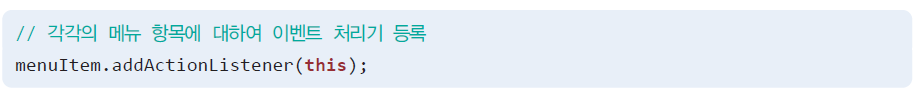 // 각각의 메뉴 항목에 대하여 이벤트 처리기 등록
menuItem.addActionListener(this);